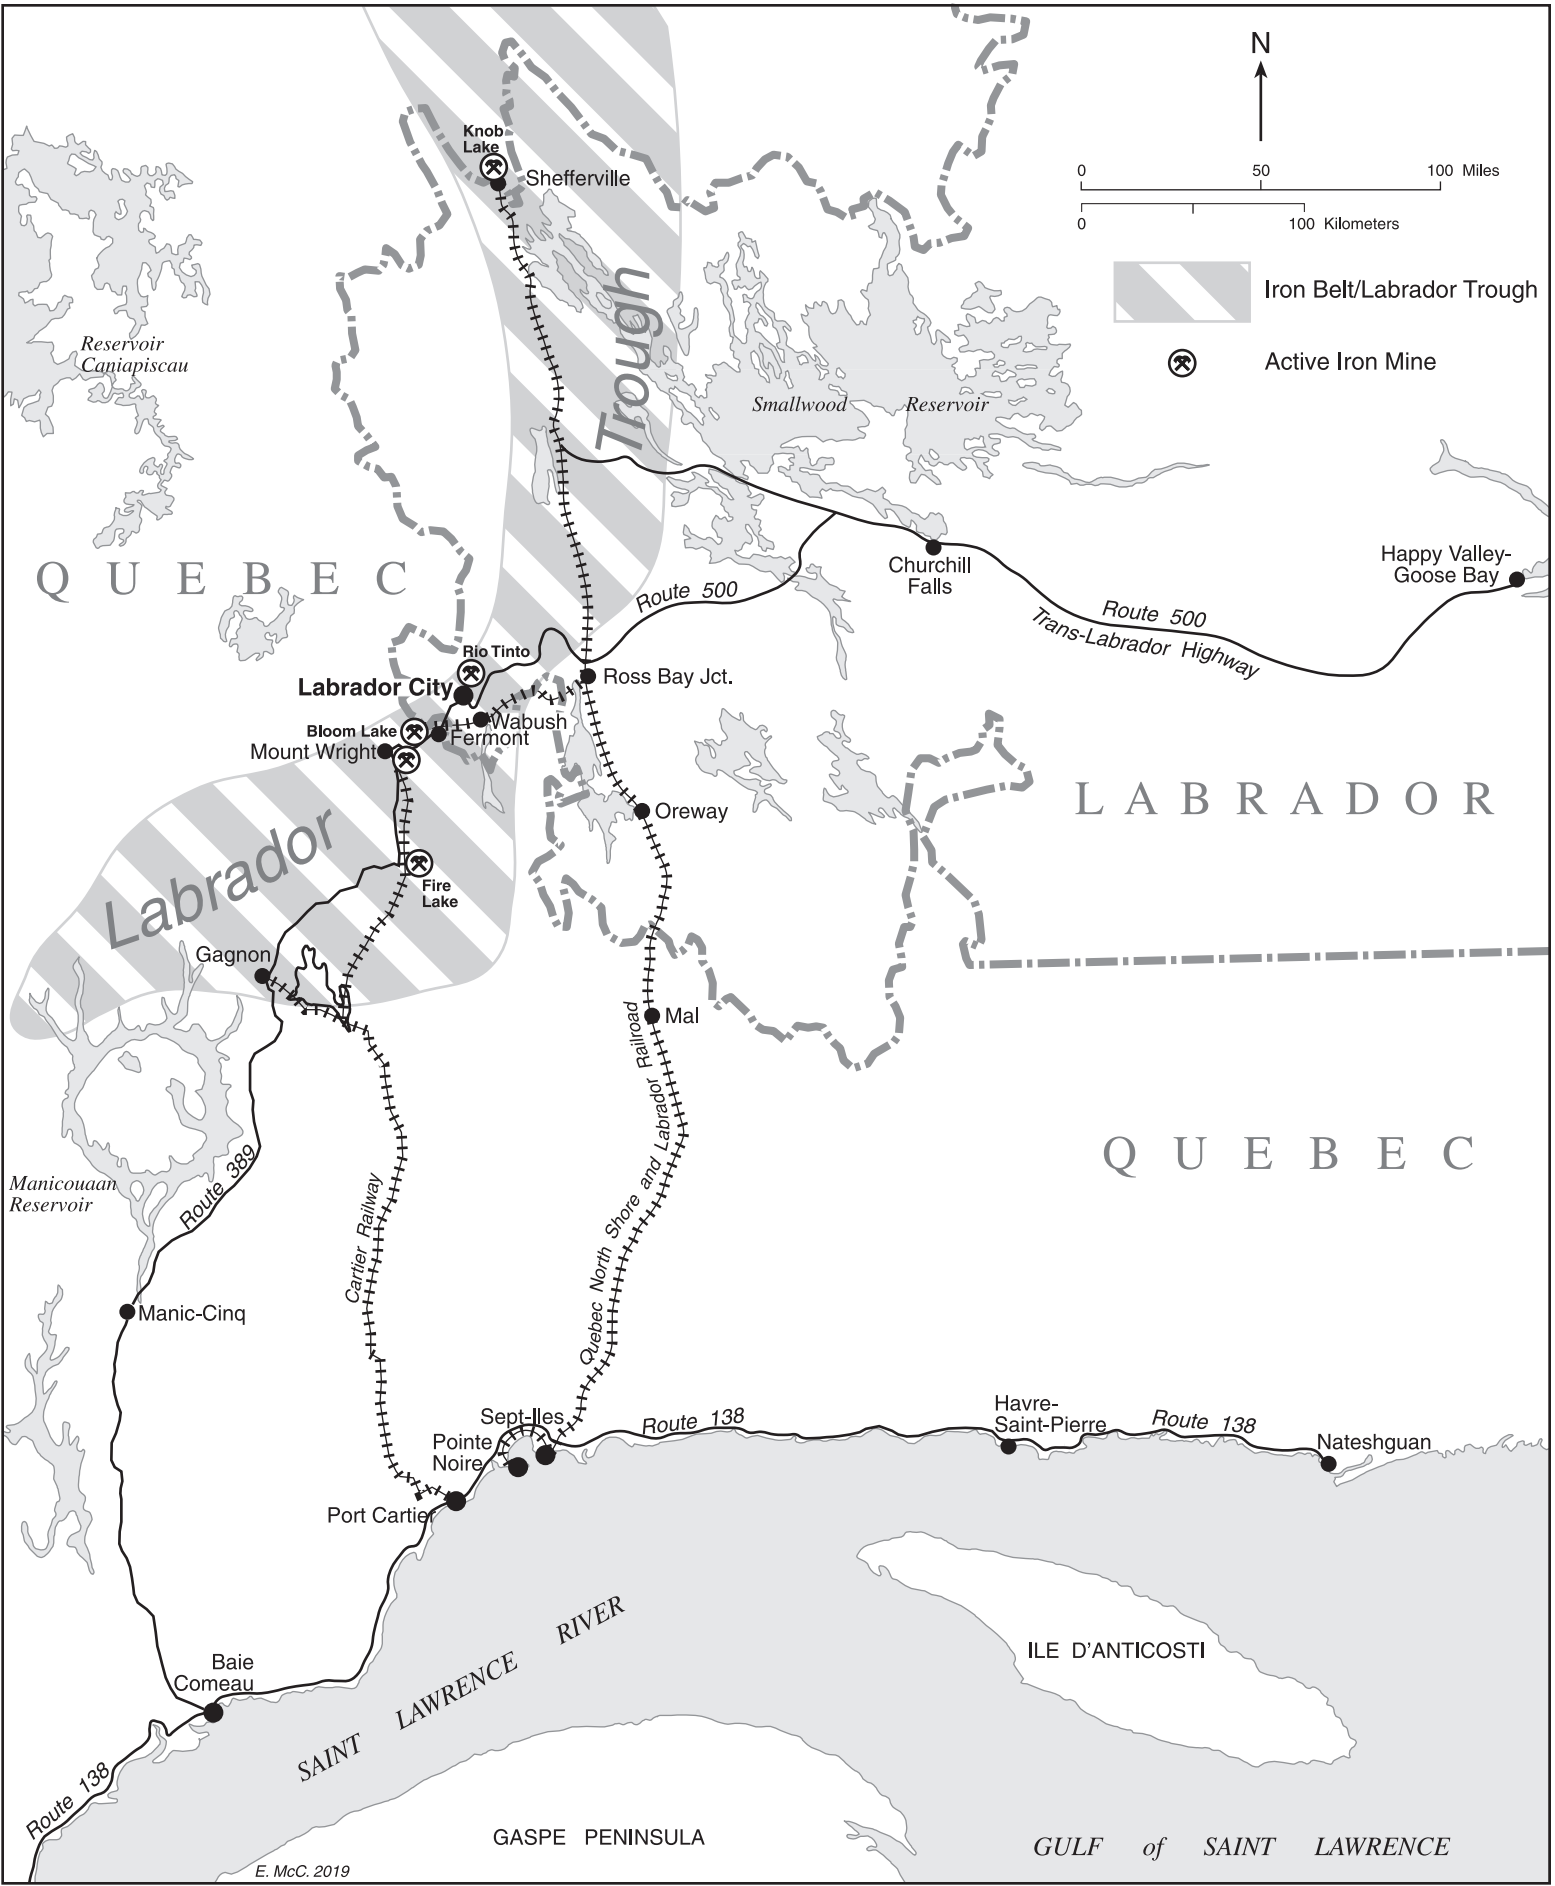 N
0 50 100 Miles
0 100 Kilometers
Iron Belt/Labrador Trough
Active Iron Mine
Knob
Lake
Shefferville
Trough
Reservoir
Caniapiscau
Smallwood Reservoir
QUEBEC
Churchill
Falls
Happy Valley-
Goose Bay
Route 500
Route 500
Trans-Labrador Highway
Rio Tinto
Labrador City
Ross Bay Jct.
Bloom Lake
Wabush
Fermont
Mount Wright
LABRADOR
Oreway
Labrador
Fire
Lake
Gagnon
Mal
Quebec North Shore and Labrador Railroad
QUEBEC
Manicouaan
Reservoir
Route 389
Cartier Railway
Manic-Cinq
Sept-Iles
Route 138
Havre-
Saint-Pierre
Route 138
Nateshguan
Pointe
Noire
Port Cartier
Baie
Comeau
SAINT LAWRENCE RIVER
ILE D'ANTICOSTI
Route 138
GASPE PENINSULA
GULF of SAINT LAWRENCE
E. McC. 2019